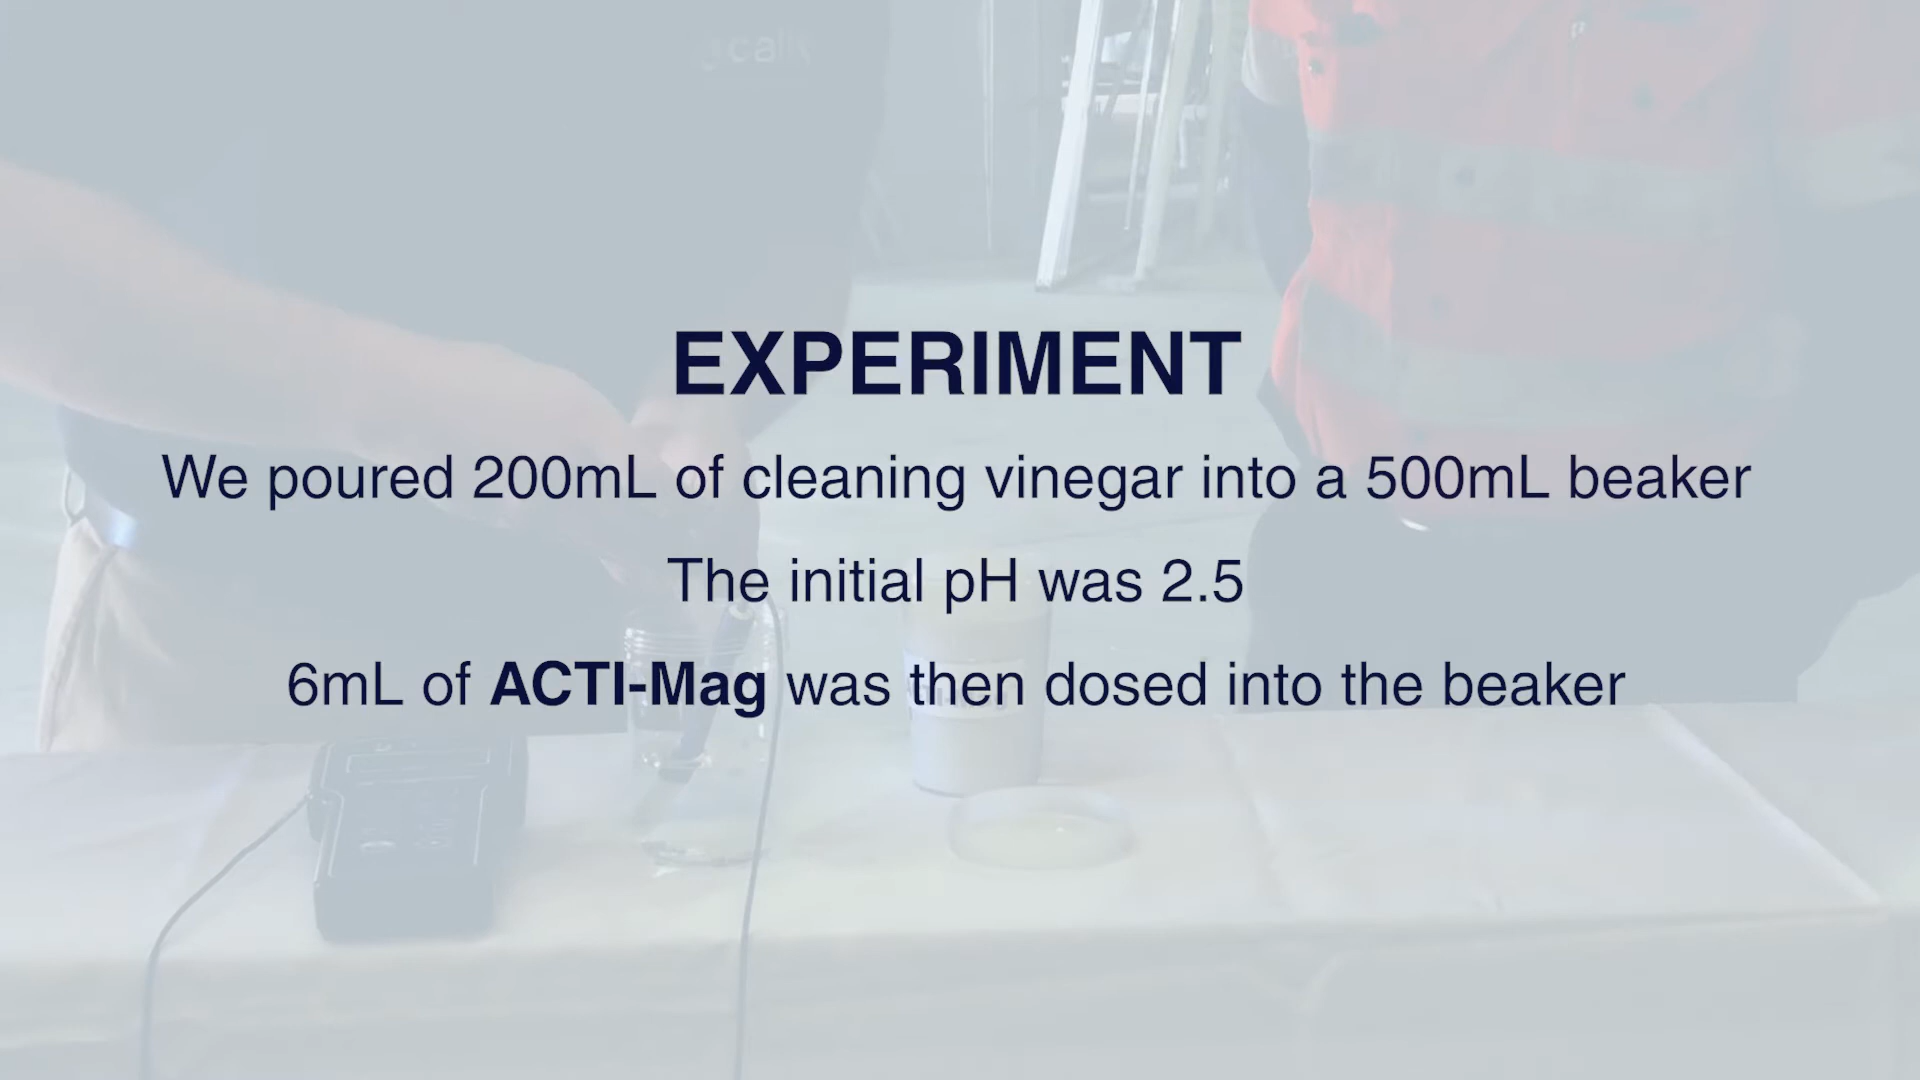 EXPERIMENT
We poured 200mL of cleaning vinegar into a 500mL beaker
The initial pH was 2.5
6mL of ACTI-Mag was then dosed into the beaker